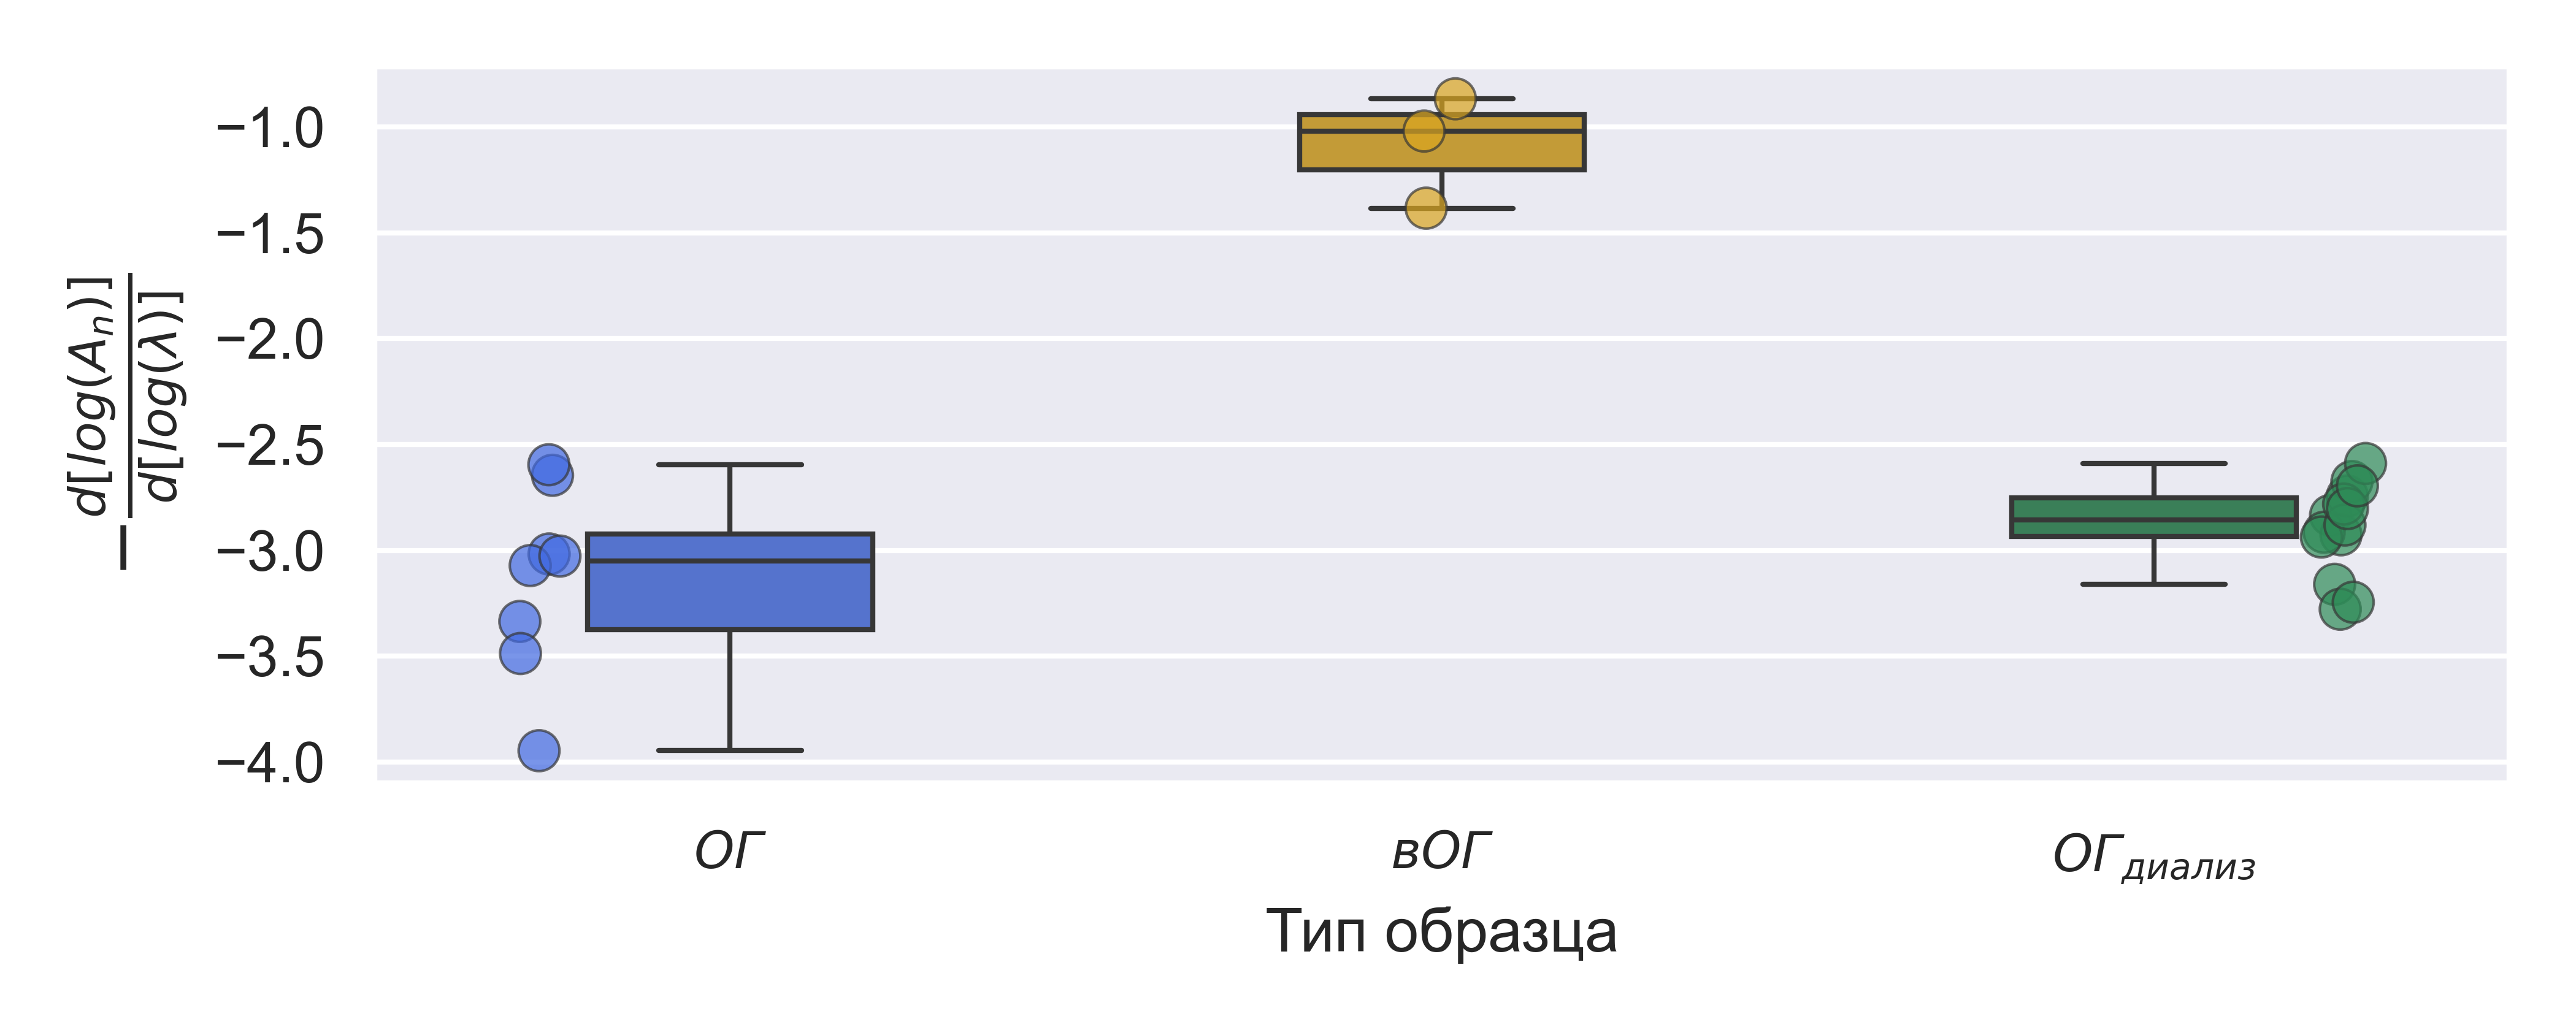 −1.0
−1.5
−2.0
−2.5
−3.0
−3.5
−4.0
− d[log(Aₙ))] / d[log(λ))]
ОГ
вОГ
ОГ_диализ
Тип образца